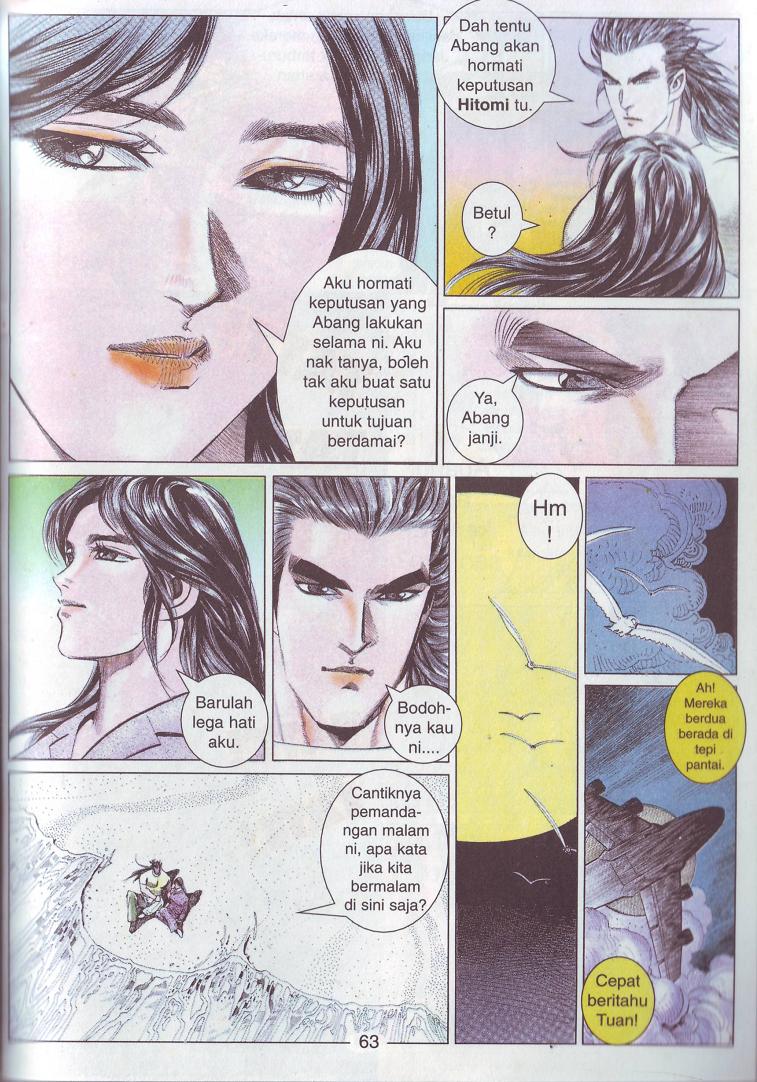 Aku hormati
keputusan yang
Abang lakukan
selama ni. Aku
nak tanya, boleh
tak aku buat satu
keputusan
untuk tujuan
berdamai?
Dah tentu
Abang akan
hormati
keputusan
Hitomi tu.
Betul
?
Ya,
Abang
janji.
Barulah
lega hati
aku.
Bodoh-
nya kau
ni....
Hm
!
Cantiknya
pemanda-
ngan malam
ni, apa kata
jika kita
bermalam
di sini saja?
Ah!
Mereka
berdua
berada di
tepi
pantai.
Cepat
beritahu
Tuan!
63